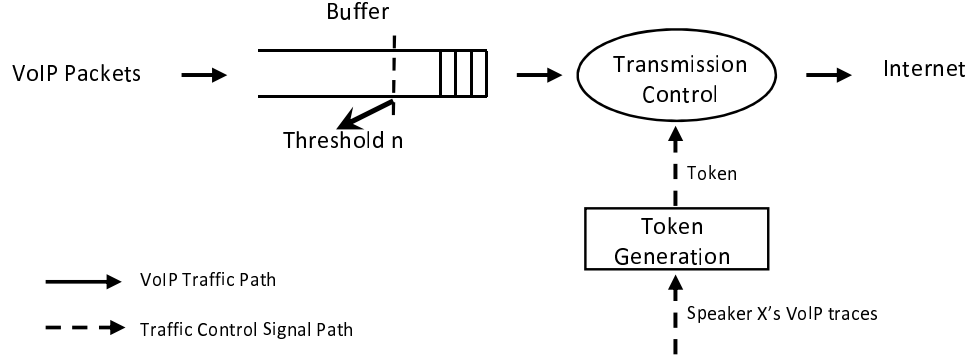 Buffer
VoIP Packets
Transmission
Control
Internet
Threshold n
Token
Token
Generation
VoIP Traffic Path
Speaker X's VoIP traces
Traffic Control Signal Path